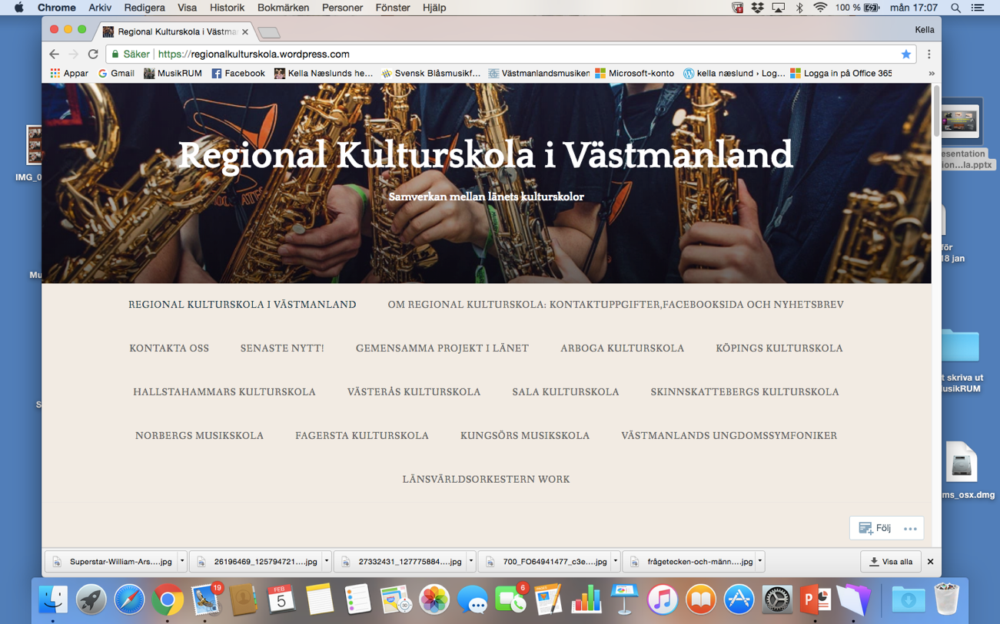 Chrome Arkiv Redigera Visa Historik Bokmärken Personer Fönster Hjälp 100 % mån 17:07
Regional Kulturskola i Västma
Kella
Säker https://regionalkulturskola.wordpress.com
Appar Gmail MusikRUM Facebook Kella Næslunds he... Svensk Blåsmusikf... Västmanlandsmusiken Microsoft-konto kella næslund › Log... Logga in på Office 365 »
Regional Kulturskola i Västmanland
Samverkan mellan länets kulturskolor
REGIONAL KULTURSKOLA I VÄSTMANLAND OM REGIONAL KULTURSKOLA: KONTAKTUPPGIFTER,FACEBOOKSIDA OCH NYHETSBREV
KONTAKTA OSS SENASTE NYTT! GEMENSAMMA PROJEKT I LÄNET ARBOGA KULTURSKOLA KÖPINGS KULTURSKOLA
HALLSTAHAMMARS KULTURSKOLA VÄSTERÅS KULTURSKOLA SALA KULTURSKOLA SKINNSKATTEBERGS KULTURSKOLA
NORBERGS MUSIKSKOLA FAGERSTA KULTURSKOLA KUNGSÖRS MUSIKSKOLA VÄSTMANLANDS UNGDOMSSYMFONIKER
LÄNSVÄRLDSORKESTERN WORK
Följ
Superstar-William-Ars....jpg 26196469_125794721....jpg 27332431_127775884....jpg 700_FO64941477_c3e....jpg frågetecken-och-männ....jpg Visa alla
IMG_0
Mu
S
esentation
ion...la.pptx
för
18 jan
t skriva ut
usikRUM
ms_osx.dmg
19
FEB
5
6